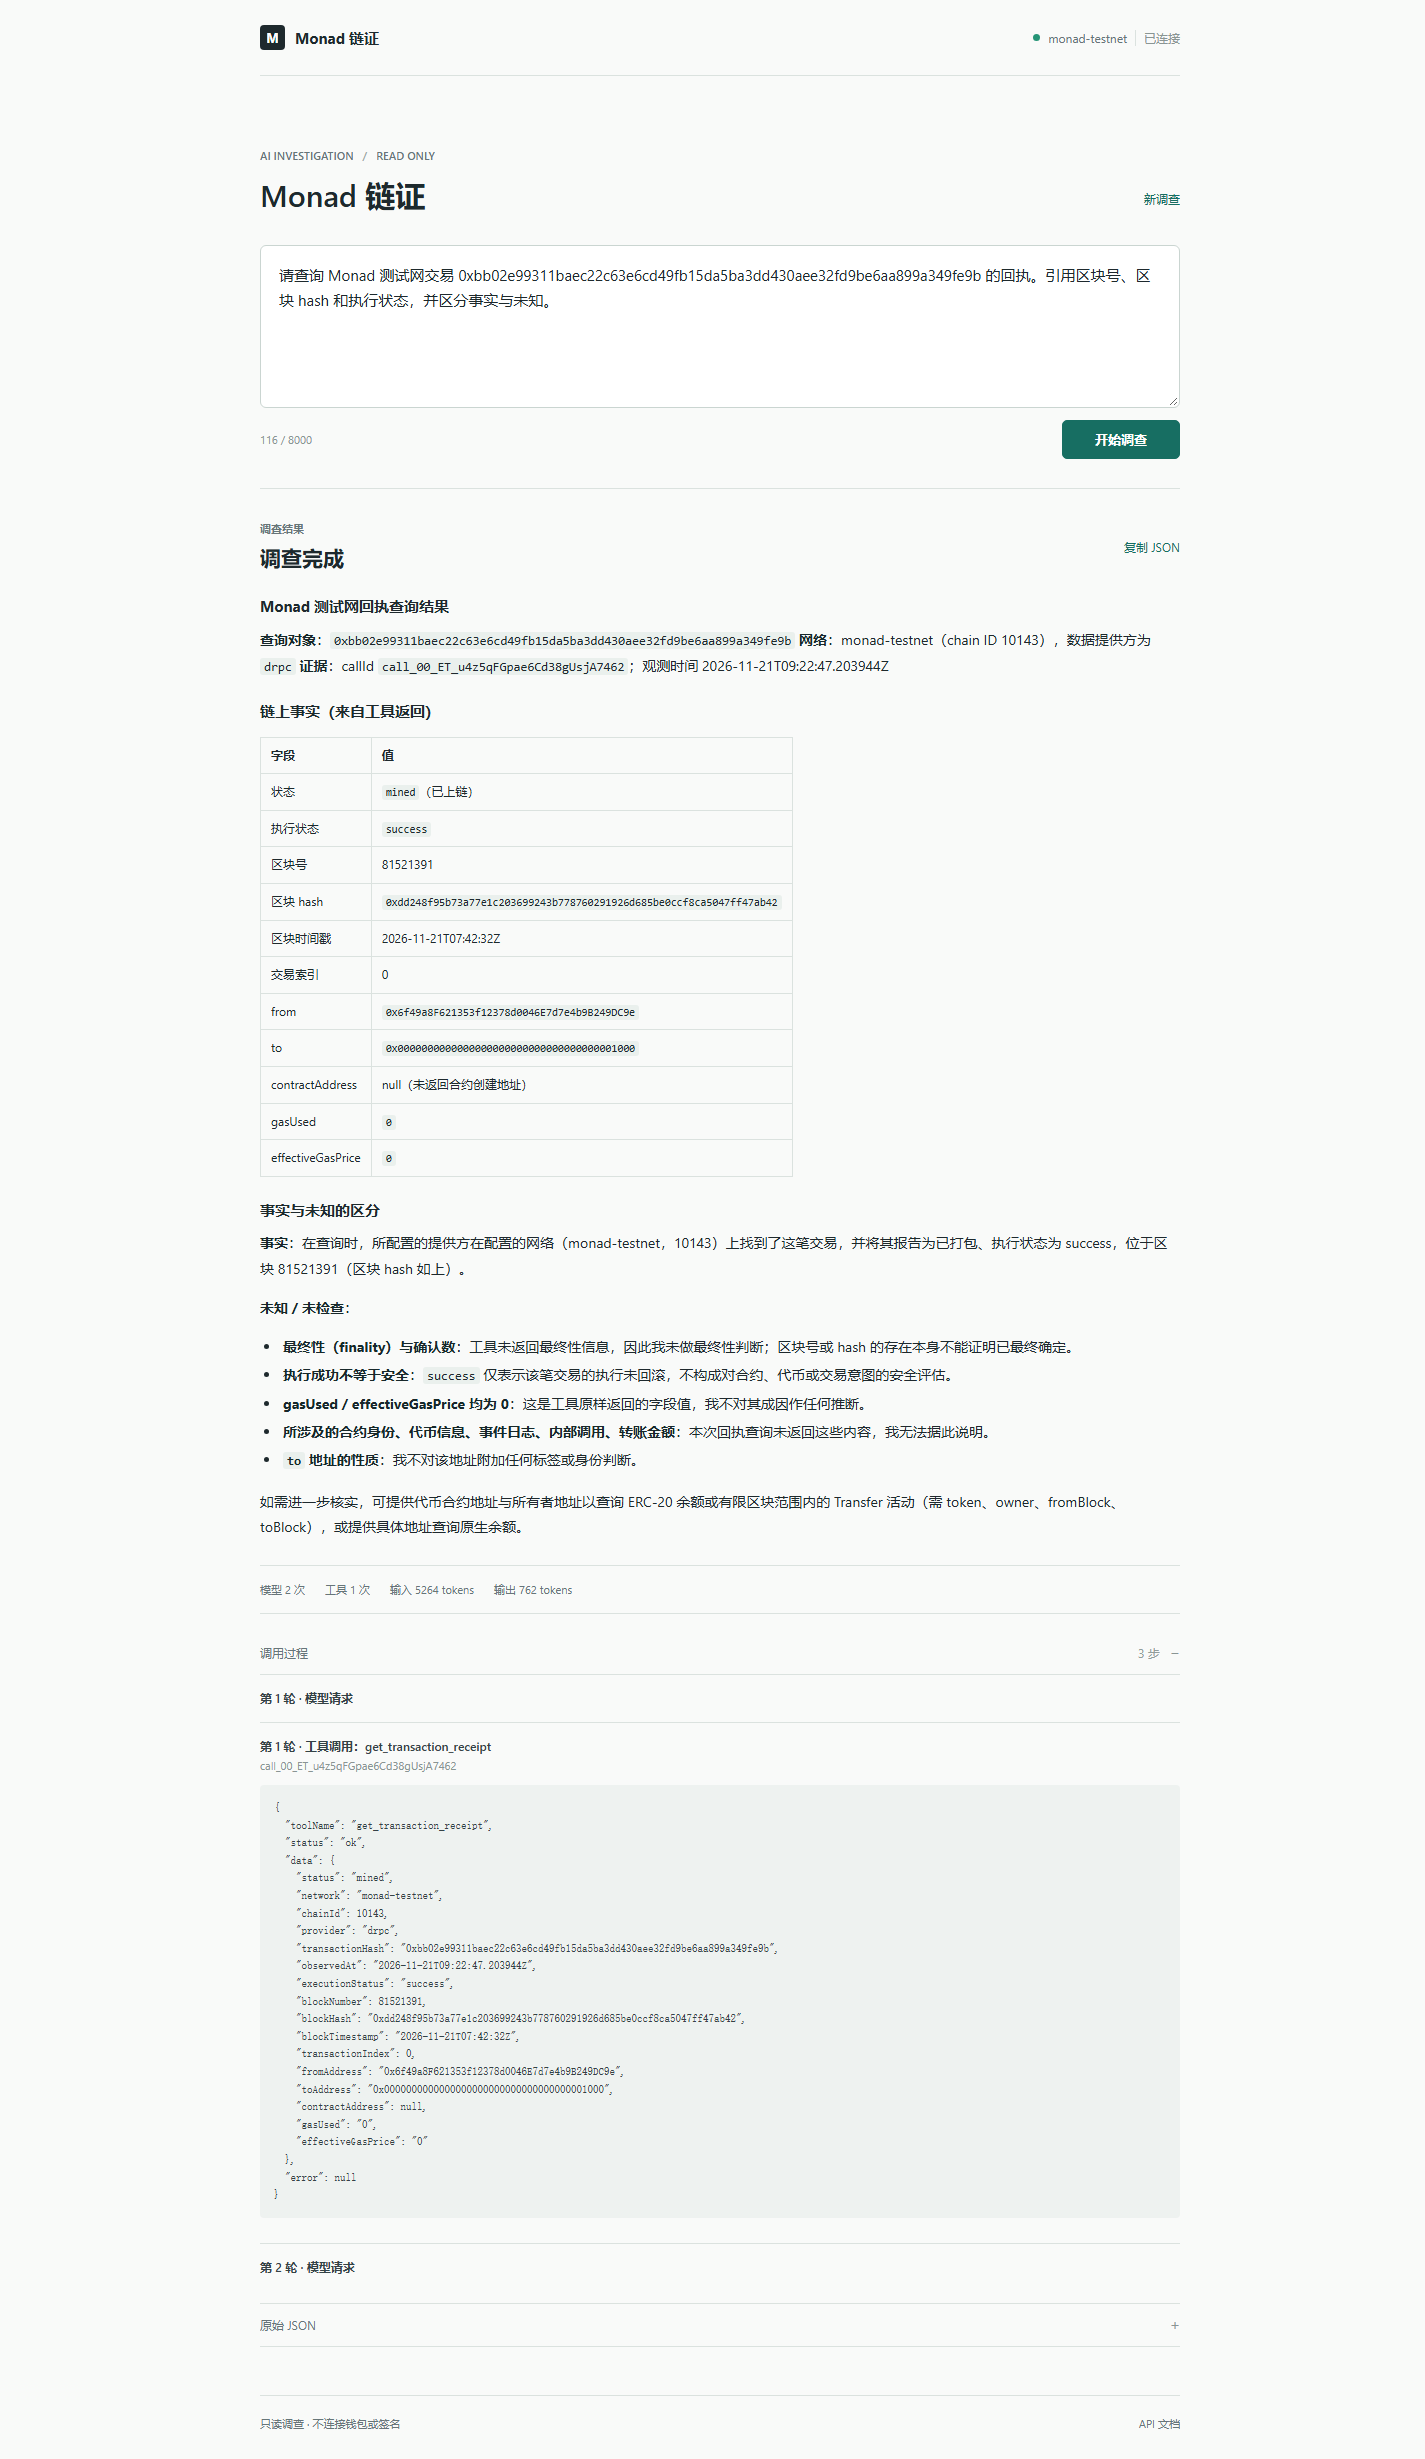 M Monad 链证
monad-testnet 已连接
AI INVESTIGATION / READ ONLY
Monad 链证
新调查
请查询 Monad 测试网交易 0xbb02e99311baec22c63e6cd49fb15da5ba3dd430aee32fd9be6aa899a349fe9b 的回执。引用区块号、区
块 hash 和执行状态，并区分事实与未知。
116 / 8000
开始调查
调查结果
调查完成
复制 JSON
Monad 测试网回执查询结果
查询对象： 0xbb02e99311baec22c63e6cd49fb15da5ba3dd430aee32fd9be6aa899a349fe9b 网络：monad-testnet（chain ID 10143），数据提供方为
drpc 证据：callId call_00_ET_u4z5qFGpae6Cd38gUsjA7462；观测时间 2026-11-21T09:22:47.203944Z
链上事实（来自工具返回）
字段 值
状态 mined（已上链）
执行状态 success
区块号 81521391
区块 hash 0xdd248f95b73a77e1c203699243b778760291926d685be0ccf8ca5047ff47ab42
区块时间戳 2026-11-21T07:42:32Z
交易索引 0
from 0x6f49a8F621353f12378d0046E7d7e4b9B249DC9e
to 0x0000000000000000000000000000000000001000
contractAddress null（未返回合约创建地址）
gasUsed 0
effectiveGasPrice 0
事实与未知的区分
事实：在查询时，所配置的提供方在配置的网络（monad-testnet，10143）上找到了这笔交易，并将其报告为已打包、执行状态为 success，位于区
块 81521391（区块 hash 如上）。
未知 / 未检查：
• 最终性（finality）与确认数：工具未返回最终性信息，因此我未做最终性判断；区块号或 hash 的存在本身不能证明已最终确定。
• 执行成功不等于安全：success 仅表示该笔交易的执行未回滚，不构成对合约、代币或交易意图的安全评估。
• gasUsed / effectiveGasPrice 均为 0：这是工具原样返回的字段值，我不对其成因作任何推断。
• 所涉及的合约身份、代币信息、事件日志、内部调用、转账金额：本次回执查询未返回这些内容，我无法据此说明。
• to 地址的性质：我不对该地址附加任何标签或身份判断。
如需进一步核实，可提供代币合约地址与所有者地址以查询 ERC-20 余额或有限区块范围内的 Transfer 活动（需 token、owner、fromBlock、
toBlock），或提供具体地址查询原生余额。
模型 2 次 工具 1 次 输入 5264 tokens 输出 762 tokens
调用过程
3 步 −
第 1 轮 · 模型请求
第 1 轮 · 工具调用：get_transaction_receipt
call_00_ET_u4z5qFGpae6Cd38gUsjA7462
{
"toolName": "get_transaction_receipt",
"status": "ok",
"data": {
"status": "mined",
"network": "monad-testnet",
"chainId": 10143,
"provider": "drpc",
"transactionHash": "0xbb02e99311baec22c63e6cd49fb15da5ba3dd430aee32fd9be6aa899a349fe9b",
"observedAt": "2026-11-21T09:22:47.203944Z",
"executionStatus": "success",
"blockNumber": 81521391,
"blockHash": "0xdd248f95b73a77e1c203699243b778760291926d685be0ccf8ca5047ff47ab42",
"blockTimestamp": "2026-11-21T07:42:32Z",
"transactionIndex": 0,
"fromAddress": "0x6f49a8F621353f12378d0046E7d7e4b9B249DC9e",
"toAddress": "0x0000000000000000000000000000000000001000",
"contractAddress": null,
"gasUsed": "0",
"effectiveGasPrice": "0"
},
"error": null
}
第 2 轮 · 模型请求
原始 JSON
+
只读调查 · 不连接钱包或签名
API 文档